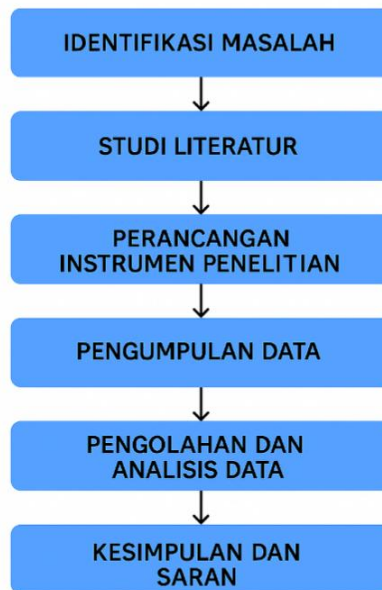 IDENTIFIKASI MASALAH
STUDI LITERATUR
PERANCANGAN
INSTRUMEN PENELITIAN
PENGUMPULAN DATA
PENGOLAHAN DAN
ANALISIS DATA
KESIMPULAN DAN
SARAN